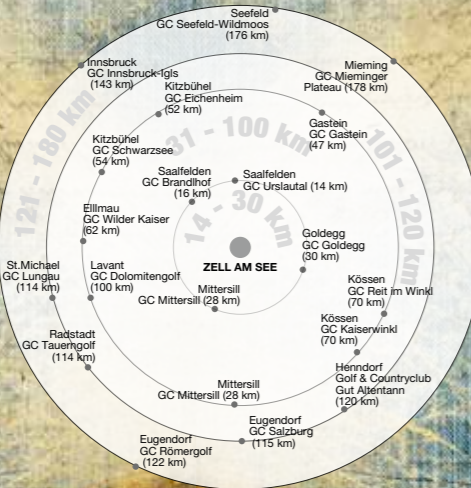 Seefeld
GC Seefeld-Wildmoos
(176 km)
Innsbruck
GC Innsbruck-Igls
(143 km)
Mieming
GC Mieminger
Plateau (178 km)
Kitzbühel
GC Eichenheim
(52 km)
Gastein
GC Gastein
(47 km)
121 - 180 km
31 - 100 km
101 - 120 km
14 - 30 km
Kitzbühel
GC Schwarzsee
(54 km)
Saalfelden
GC Brandlhof
(16 km)
Saalfelden
GC Urslautal (14 km)
Elllmau
GC Wilder Kaiser
(62 km)
Goldegg
GC Goldegg
(30 km)
ZELL AM SEE
St.Michael
GC Lungau
(114 km)
Lavant
GC Dolomitengolf
(100 km)
Mittersill
GC Mittersill (28 km)
Kössen
GC Reit im Winkl
(70 km)
Kössen
GC Kaiserwinkl
(70 km)
Radstadt
GC Tauerngolf
(114 km)
Henndorf
Golf & Countryclub
Gut Altentann
(120 km)
Mittersill
GC Mittersill (28 km)
Eugendorf
GC Salzburg
(115 km)
Eugendorf
GC Römergolf
(122 km)